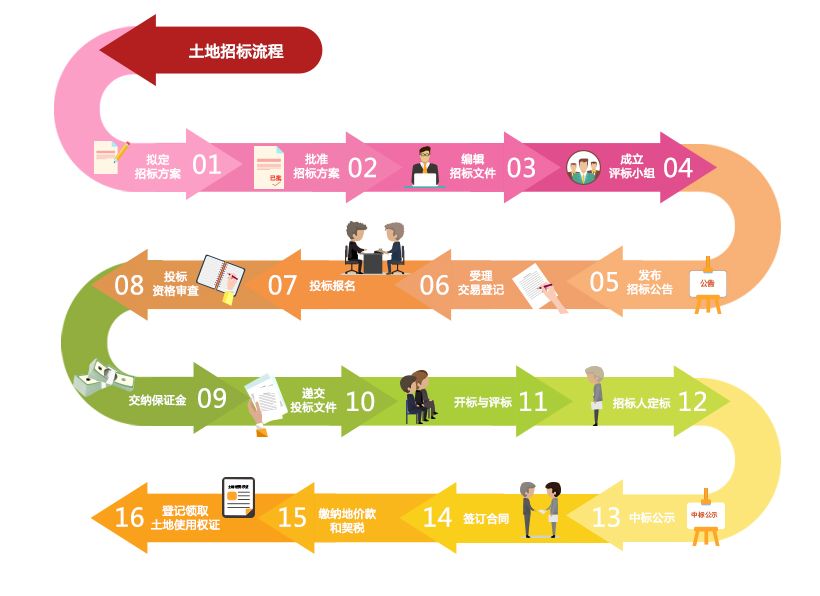 土地招标流程
拟定
招标方案
01
批准
招标方案
02
编辑
招标文件
03
成立
评标小组
04
已批
发布
招标公告
05
公告
受理
交易登记
06
投标报名
07
投标
资格审查
08
交纳保证金
09
递交
投标文件
10
开标与评标
11
招标人定标
12
中标公示
13
中标公示
签订合同
14
缴纳地价款
和契税
15
登记领取
土地使用权证
16